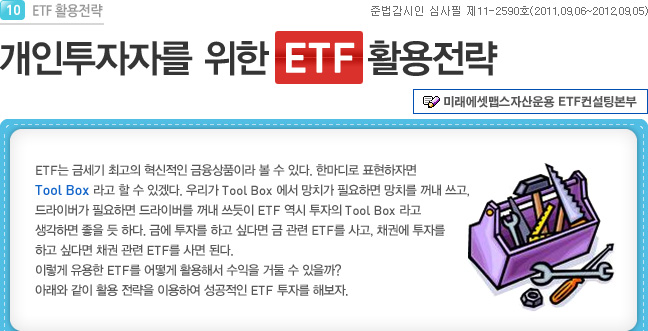 10 ETF 활용전략
준법감시인 심사필 제11-2590호(2011.09.06~2012.09.05)
개인투자자를 위한 ETF 활용전략
미래에셋맵스자산운용 ETF컨설팅본부
ETF는 금세기 최고의 혁신적인 금융상품이라 볼 수 있다. 한마디로 표현하자면
Tool Box 라고 할 수 있겠다. 우리가 Tool Box 에서 망치가 필요하면 망치를 꺼내 쓰고,
드라이버가 필요하면 드라이버를 꺼내 쓰듯이 ETF 역시 투자의 Tool Box 라고
생각하면 좋을 듯 하다. 금에 투자를 하고 싶다면 금 관련 ETF를 사고, 채권에 투자를
하고 싶다면 채권 관련 ETF를 사면 된다.
이렇게 유용한 ETF를 어떻게 활용해서 수익을 거둘 수 있을까?
아래와 같이 활용 전략을 이용하여 성공적인 ETF 투자를 해보자.